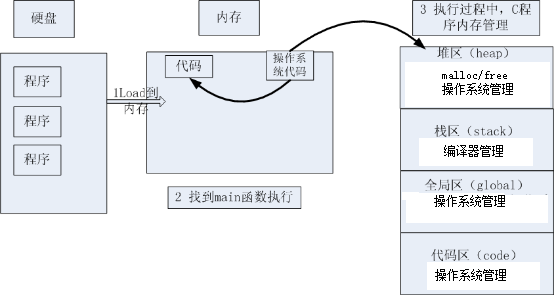 硬盘
程序
程序
程序
1Load到
内存
内存
代码
操作系
统代码
2 找到main函数执行
3 执行过程中，C程
序内存管理
堆区（heap）
malloc/free
操作系统管理
栈区（stack）
编译器管理
全局区（global）
操作系统管理
代码区（code）
操作系统管理